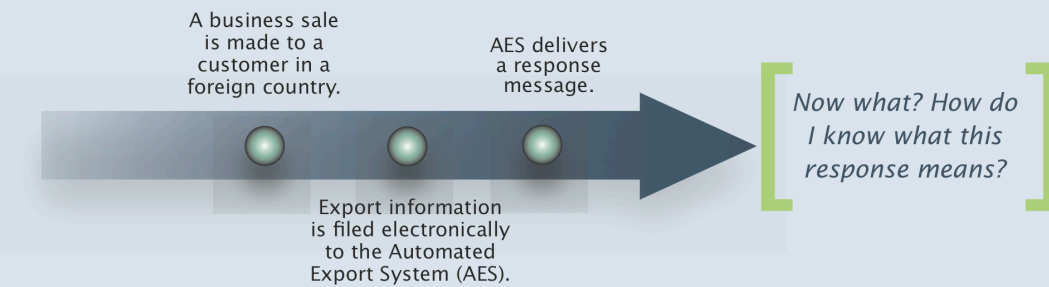 A business sale
is made to a
customer in a
foreign country.
Export information
is filed electronically
to the Automated
Export System (AES).
AES delivers
a response
message.
Now what? How do
I know what this
response means?